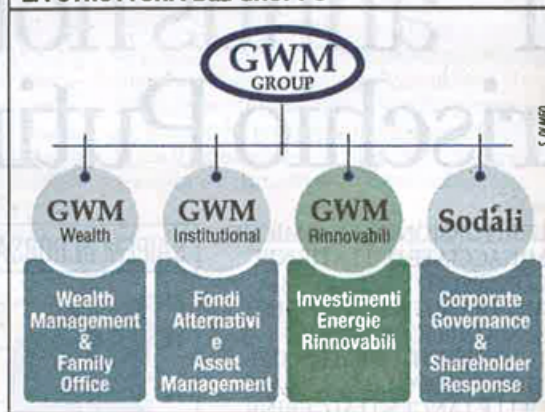 GWM
GROUP
GWM
Wealth
GWM
Institutional
GWM
Rinnovabili
Sodàli
Wealth
Management
&
Family
Office
Fondi
Alternativi
e
Asset
Management
Investimenti
Energie
Rinnovabili
Corporate
Governance
&
Shareholder
Response